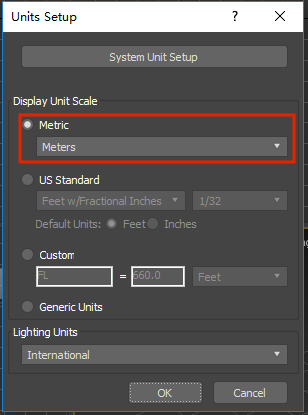 Units Setup
System Unit Setup
Display Unit Scale
Metric
Meters
US Standard
Feet w/Fractional Inches 1/32
Default Units: Feet Inches
Custom
FL = 660.0 Feet
Generic Units
Lighting Units
International
OK Cancel